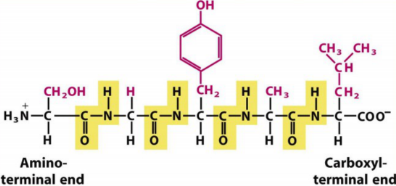 OH
CH₃ CH₃
CH
CH₂OH H H H CH₂ H CH₃ H CH₂
H₃N⁺ C C N C C N C C N C C N C COO⁻
H O H O H O H O H
Amino-
terminal end
Carboxyl-
terminal end